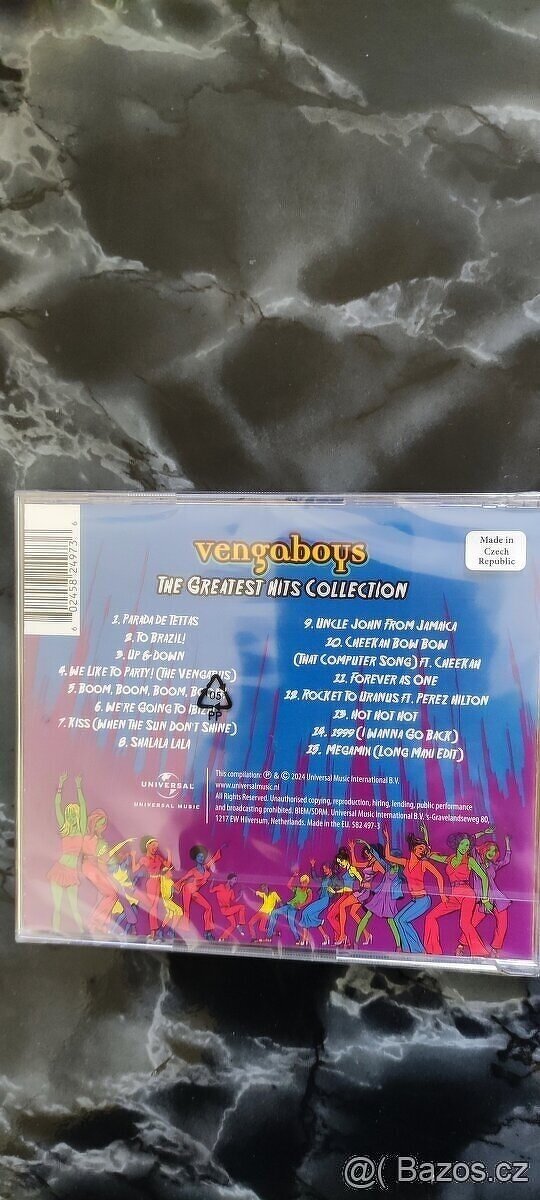 6 02458 24973 6
vengaboys
THE GREATEST HITS COLLECTION
Made in
Czech
Republic
1. PARADA DE TETTAS
2. TO BRAZIL!
3. UP & DOWN
4. WE LIKE TO PARTY! (THE VENGABUS)
5. BOOM, BOOM, BOOM,
6. WE'RE GOING TO IBIZA
7. KISS (WHEN THE SUN DON'T SHINE)
8. SHALALA LALA
05
PP
9. UNCLE JOHN FROM JAMAICA
10. CHEEKAH BOW BOW
(THAT COMPUTER SONG) FT. CHEEKAH
11. FOREVER AS ONE
12. ROCKET TO URANUS FT. PEREZ HILTON
13. HOT HOT HOT
14. 1999 (I WANNA GO BACK)
15. MEGAMIX (LONG MAXI EDIT)
UNIVERSAL
UNIVERSAL MUSIC
This compilation: ℗ & © 2024 Universal Music International B.V.
www.universalmusic.nl
All Rights Reserved. Unauthorised copying, reproduction, hiring, lending, public performance
and broadcasting prohibited. BIEM/SDRM. Universal Music International B.V. 's-Gravelandseweg 80,
1217 EW Hilversum, Netherlands. Made in the EU. 582 497-3
@( Bazos.cz